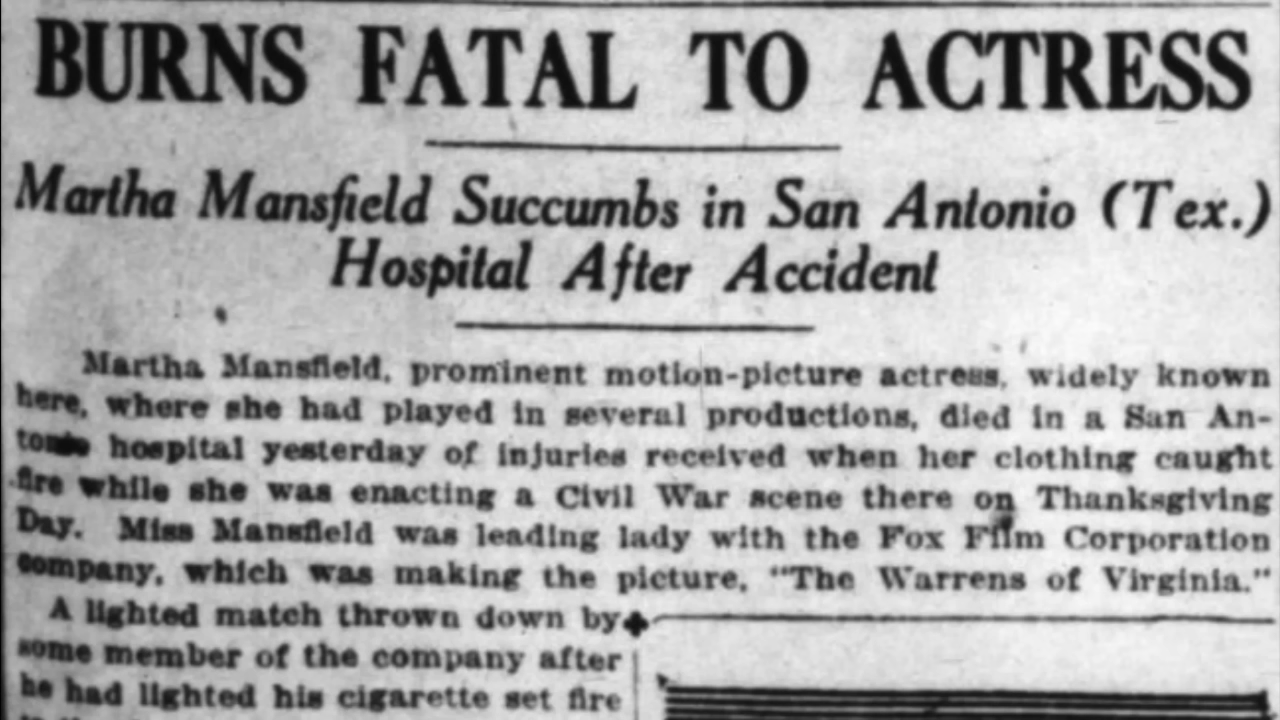 BURNS FATAL TO ACTRESS
Martha Mansfield Succumbs in San Antonio (Tex.)
Hospital After Accident
Martha Mansfield, prominent motion-picture actress, widely known
here, where she had played in several productions, died in a San An-
tonio hospital yesterday of injuries received when her clothing caught
fire while she was enacting a Civil War scene there on Thanksgiving
Day. Miss Mansfield was leading lady with the Fox Film Corporation
company, which was making the picture, "The Warrens of Virginia."
A lighted match thrown down by
some member of the company after
he had lighted his cigarette set fire